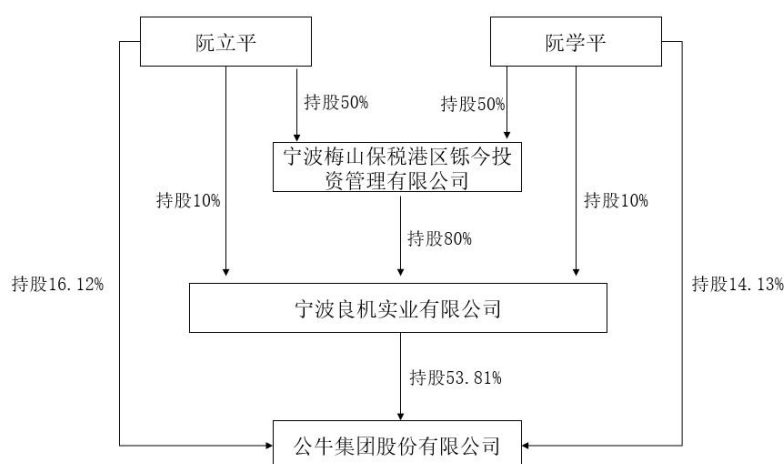 阮立平
阮学平
持股50%
持股50%
宁波梅山保税港区铄今投
资管理有限公司
持股10%
持股10%
持股80%
持股16.12%
持股14.13%
宁波良机实业有限公司
持股53.81%
公牛集团股份有限公司